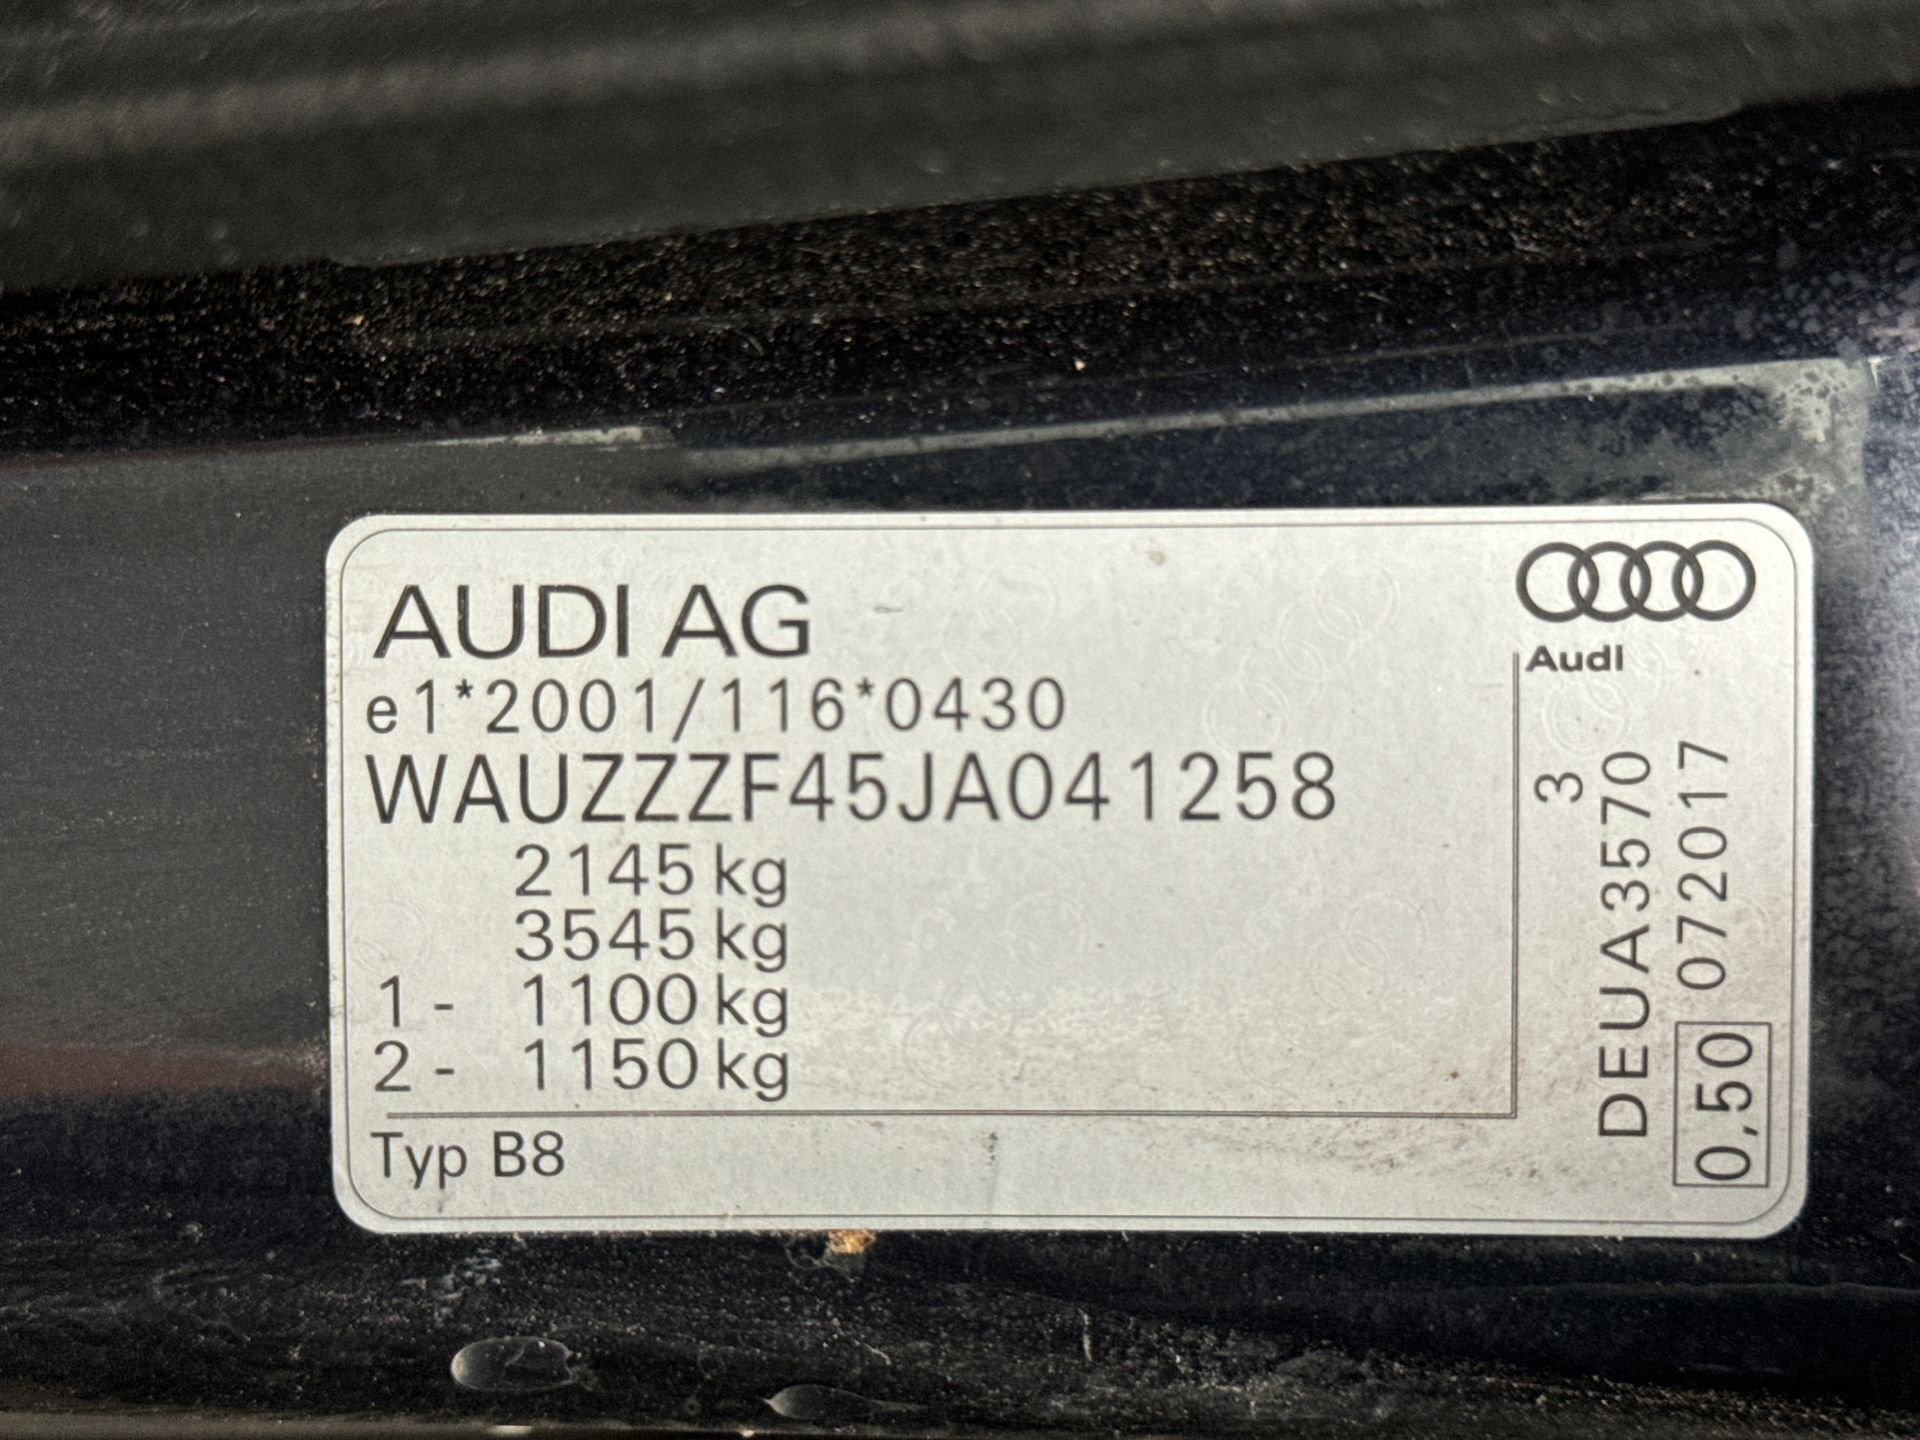 AUDI AG
e1*2001/116*0430
WAUZZZF45JA041258
2145 kg
3545 kg
1 - 1100 kg
2 - 1150 kg
Typ B8
Audi
3
DEUA3570
0,50 072017